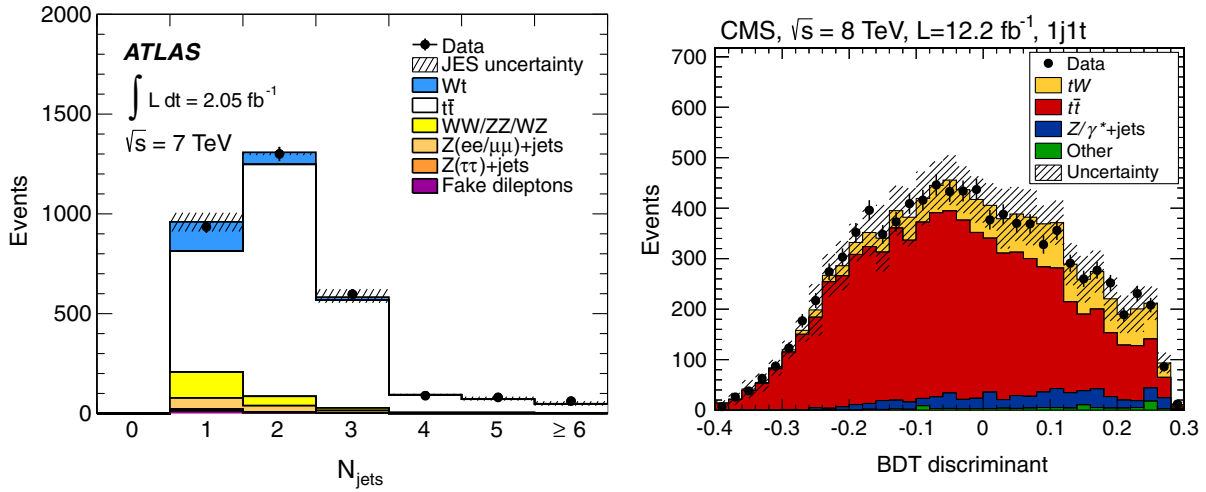 ATLAS
∫ L dt = 2.05 fb⁻¹
√s = 7 TeV
Data
JES uncertainty
Wt
tt̄
WW/ZZ/WZ
Z(ee/μμ)+jets
Z(ττ)+jets
Fake dileptons
Events
2000
1500
1000
500
0
0 1 2 3 4 5 ≥ 6
N_jets
CMS, √s = 8 TeV, L=12.2 fb⁻¹, 1j1t
Data
tW
tt̄
Z/γ*+jets
Other
Uncertainty
Events
700
600
500
400
300
200
100
0
-0.4 -0.3 -0.2 -0.1 0 0.1 0.2 0.3
BDT discriminant